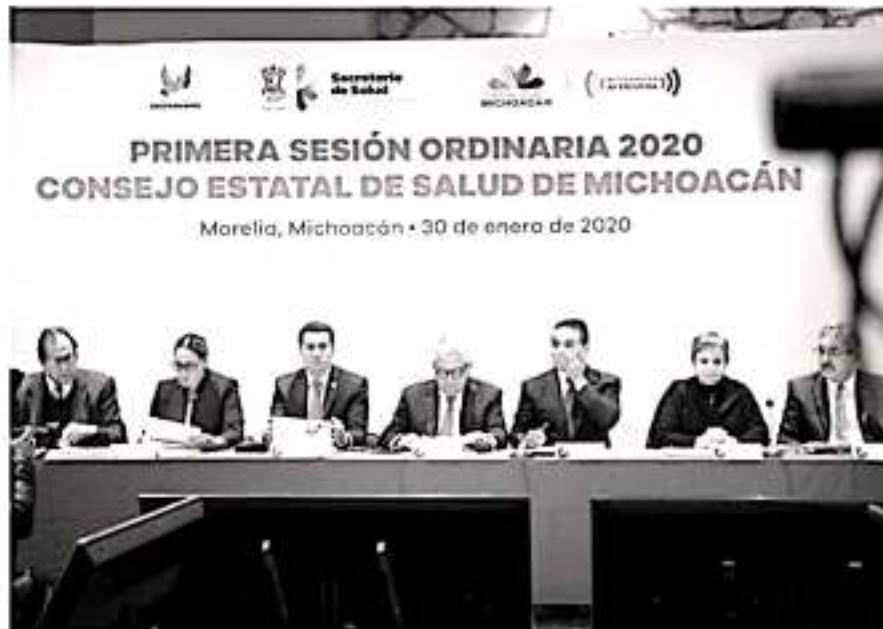 Secretaría
de Salud
MICHOACÁN
PRIMERA SESIÓN ORDINARIA 2020
CONSEJO ESTATAL DE SALUD DE MICHOACÁN
Morelia, Michoacán • 30 de enero de 2020